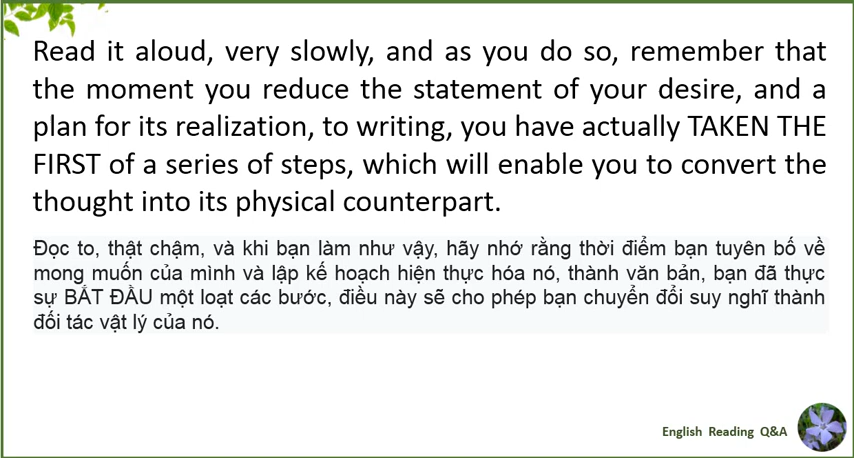 Read it aloud, very slowly, and as you do so, remember that
the moment you reduce the statement of your desire, and a
plan for its realization, to writing, you have actually TAKEN THE
FIRST of a series of steps, which will enable you to convert the
thought into its physical counterpart.
Đọc to, thật chậm, và khi bạn làm như vậy, hãy nhớ rằng thời điểm bạn tuyên bố về
mong muốn của mình và lập kế hoạch hiện thực hóa nó, thành văn bản, bạn đã thực
sự BẮT ĐẦU một loạt các bước, điều này sẽ cho phép bạn chuyển đổi suy nghĩ thành
đối tác vật lý của nó.
English Reading Q&A